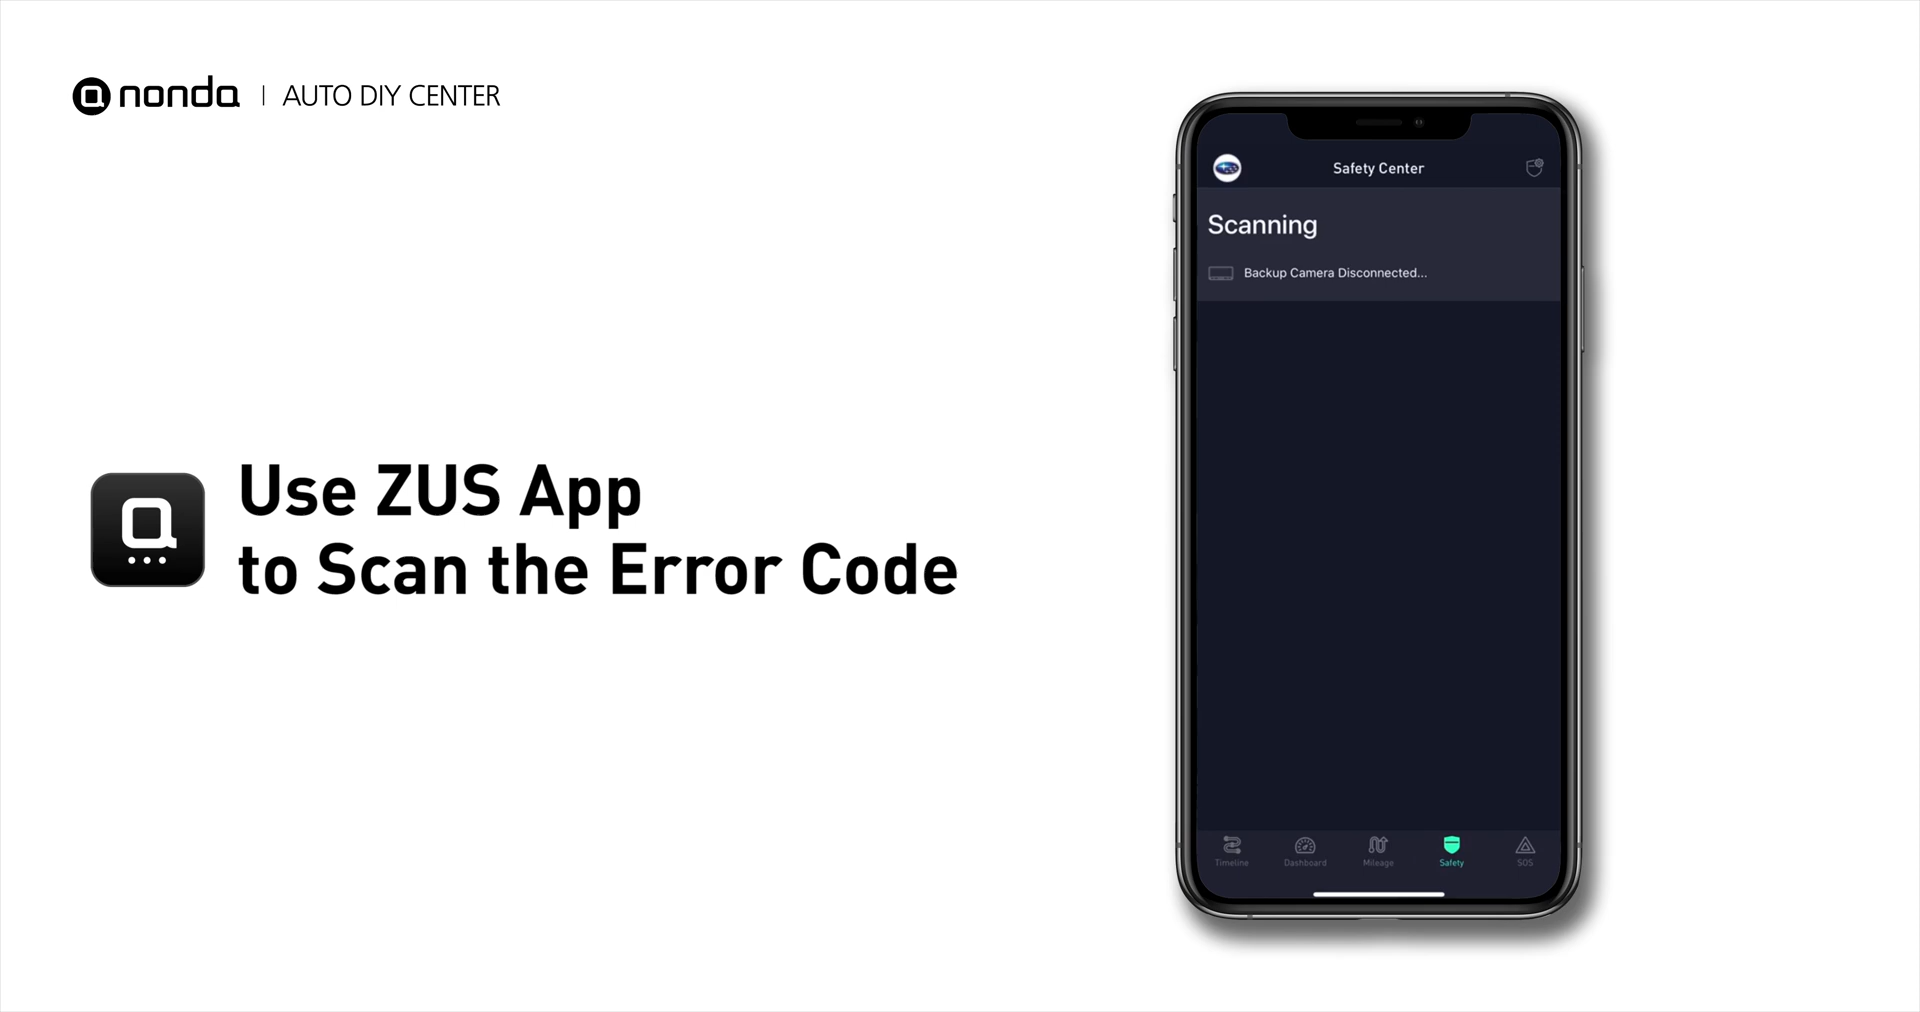 nonda | AUTO DIY CENTER
Use ZUS App
to Scan the Error Code
Safety Center
Scanning
Backup Camera Disconnected...
Timeline Dashboard Mileage Safety SOS